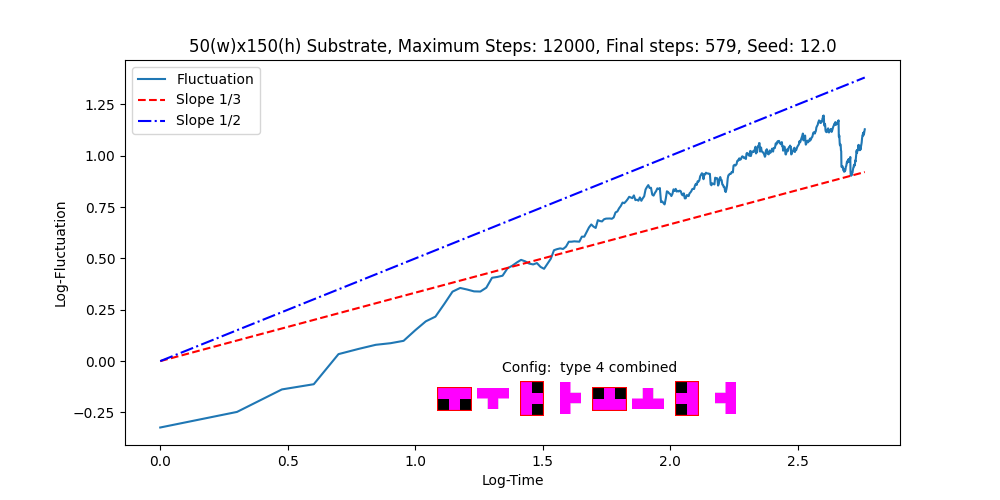 50(w)x150(h) Substrate, Maximum Steps: 12000, Final steps: 579, Seed: 12.0
Fluctuation
Slope 1/3
Slope 1/2
1.25
1.00
0.75
0.50
0.25
0.00
−0.25
Log-Fluctuation
Config:  type 4 combined
0.0 0.5 1.0 1.5 2.0 2.5
Log-Time